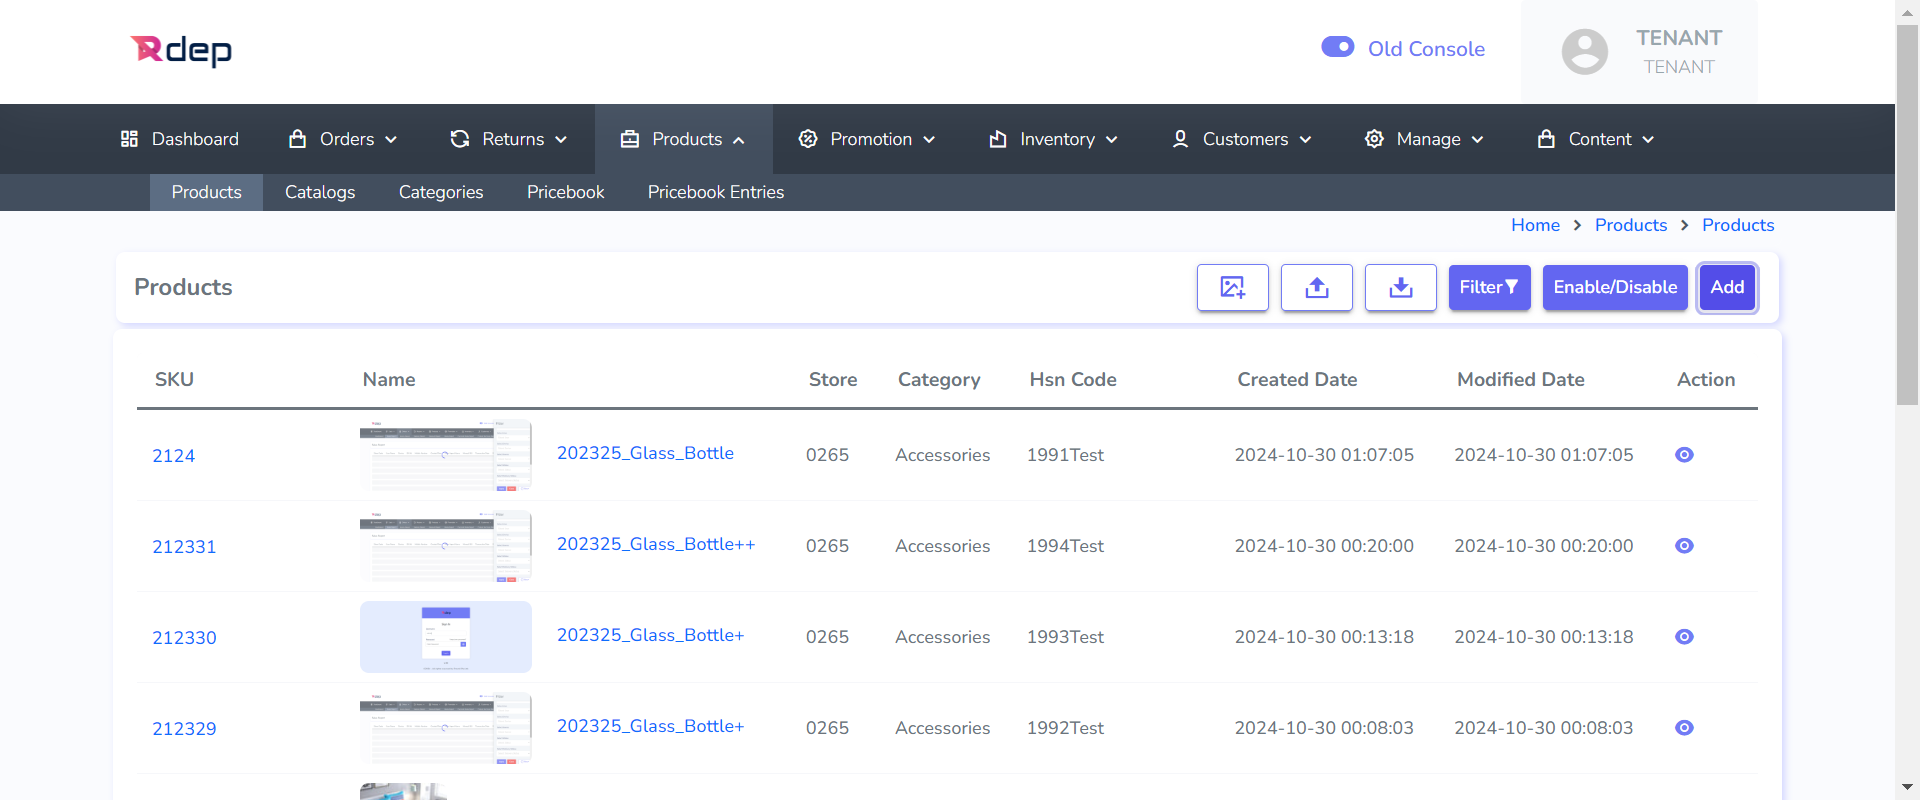 Rdep
Old Console
TENANT
TENANT
Dashboard Orders Returns Products Promotion Inventory Customers Manage Content
Products Catalogs Categories Pricebook Pricebook Entries
Home > Products > Products
Products Filter Enable/Disable Add
SKU Name Store Category Hsn Code Created Date Modified Date Action
2124 202325_Glass_Bottle 0265 Accessories 1991Test 2024-10-30 01:07:05 2024-10-30 01:07:05
212331 202325_Glass_Bottle++ 0265 Accessories 1994Test 2024-10-30 00:20:00 2024-10-30 00:20:00
212330 202325_Glass_Bottle+ 0265 Accessories 1993Test 2024-10-30 00:13:18 2024-10-30 00:13:18
212329 202325_Glass_Bottle+ 0265 Accessories 1992Test 2024-10-30 00:08:03 2024-10-30 00:08:03